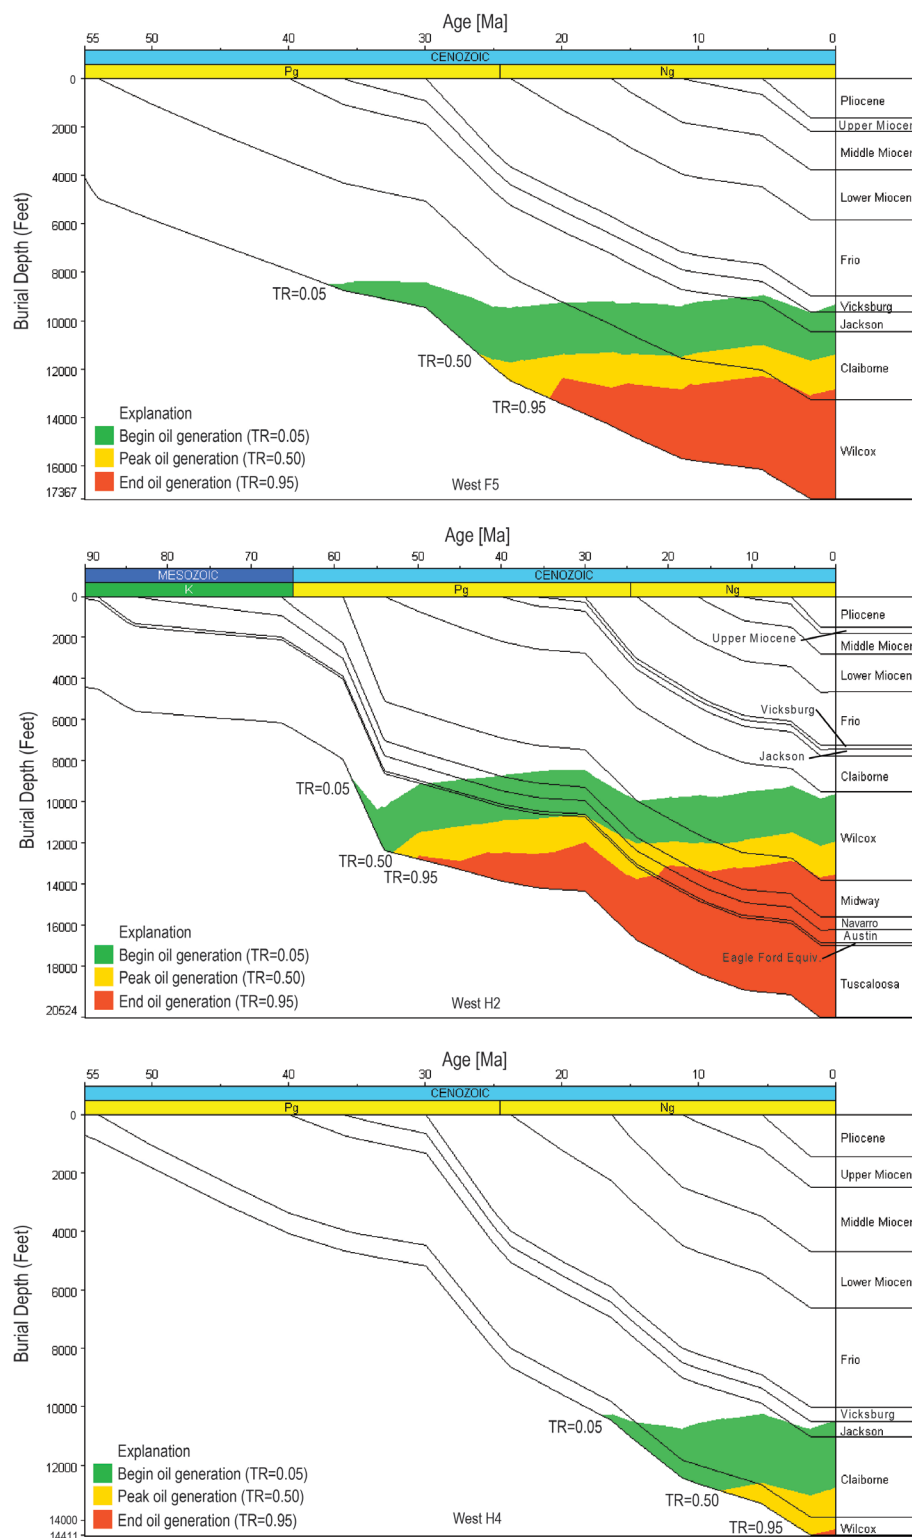 Age [Ma]
55 50 40 30 20 10 0
CENOZOIC
Pg Ng
Burial Depth (Feet)
0
2000
4000
6000
8000
10000
12000
14000
16000
17367
Pliocene
Upper Miocen
Middle Miocen
Lower Miocen
Frio
Vicksburg
Jackson
Claiborne
Wilcox
TR=0.05
TR=0.50
TR=0.95
Explanation
Begin oil generation (TR=0.05)
Peak oil generation (TR=0.50)
End oil generation (TR=0.95)
West F5
Age [Ma]
90 80 70 60 50 40 30 20 10 0
MESOZOIC CENOZOIC
K Pg Ng
Burial Depth (Feet)
0
2000
4000
6000
8000
10000
12000
14000
16000
18000
20524
Pliocene
Upper Miocene
Middle Miocen
Lower Miocen
Vicksburg
Frio
Jackson
Claiborne
Wilcox
Midway
Navarro
Austin
Eagle Ford Equiv.
Tuscaloosa
TR=0.05
TR=0.50
TR=0.95
Explanation
Begin oil generation (TR=0.05)
Peak oil generation (TR=0.50)
End oil generation (TR=0.95)
West H2
Age [Ma]
55 50 40 30 20 10 0
CENOZOIC
Pg Ng
Burial Depth (Feet)
0
2000
4000
6000
8000
10000
12000
14000
14411
Pliocene
Upper Miocen
Middle Miocen
Lower Miocen
Frio
Vicksburg
Jackson
Claiborne
Wilcox
TR=0.05
TR=0.50
TR=0.95
Explanation
Begin oil generation (TR=0.05)
Peak oil generation (TR=0.50)
End oil generation (TR=0.95)
West H4